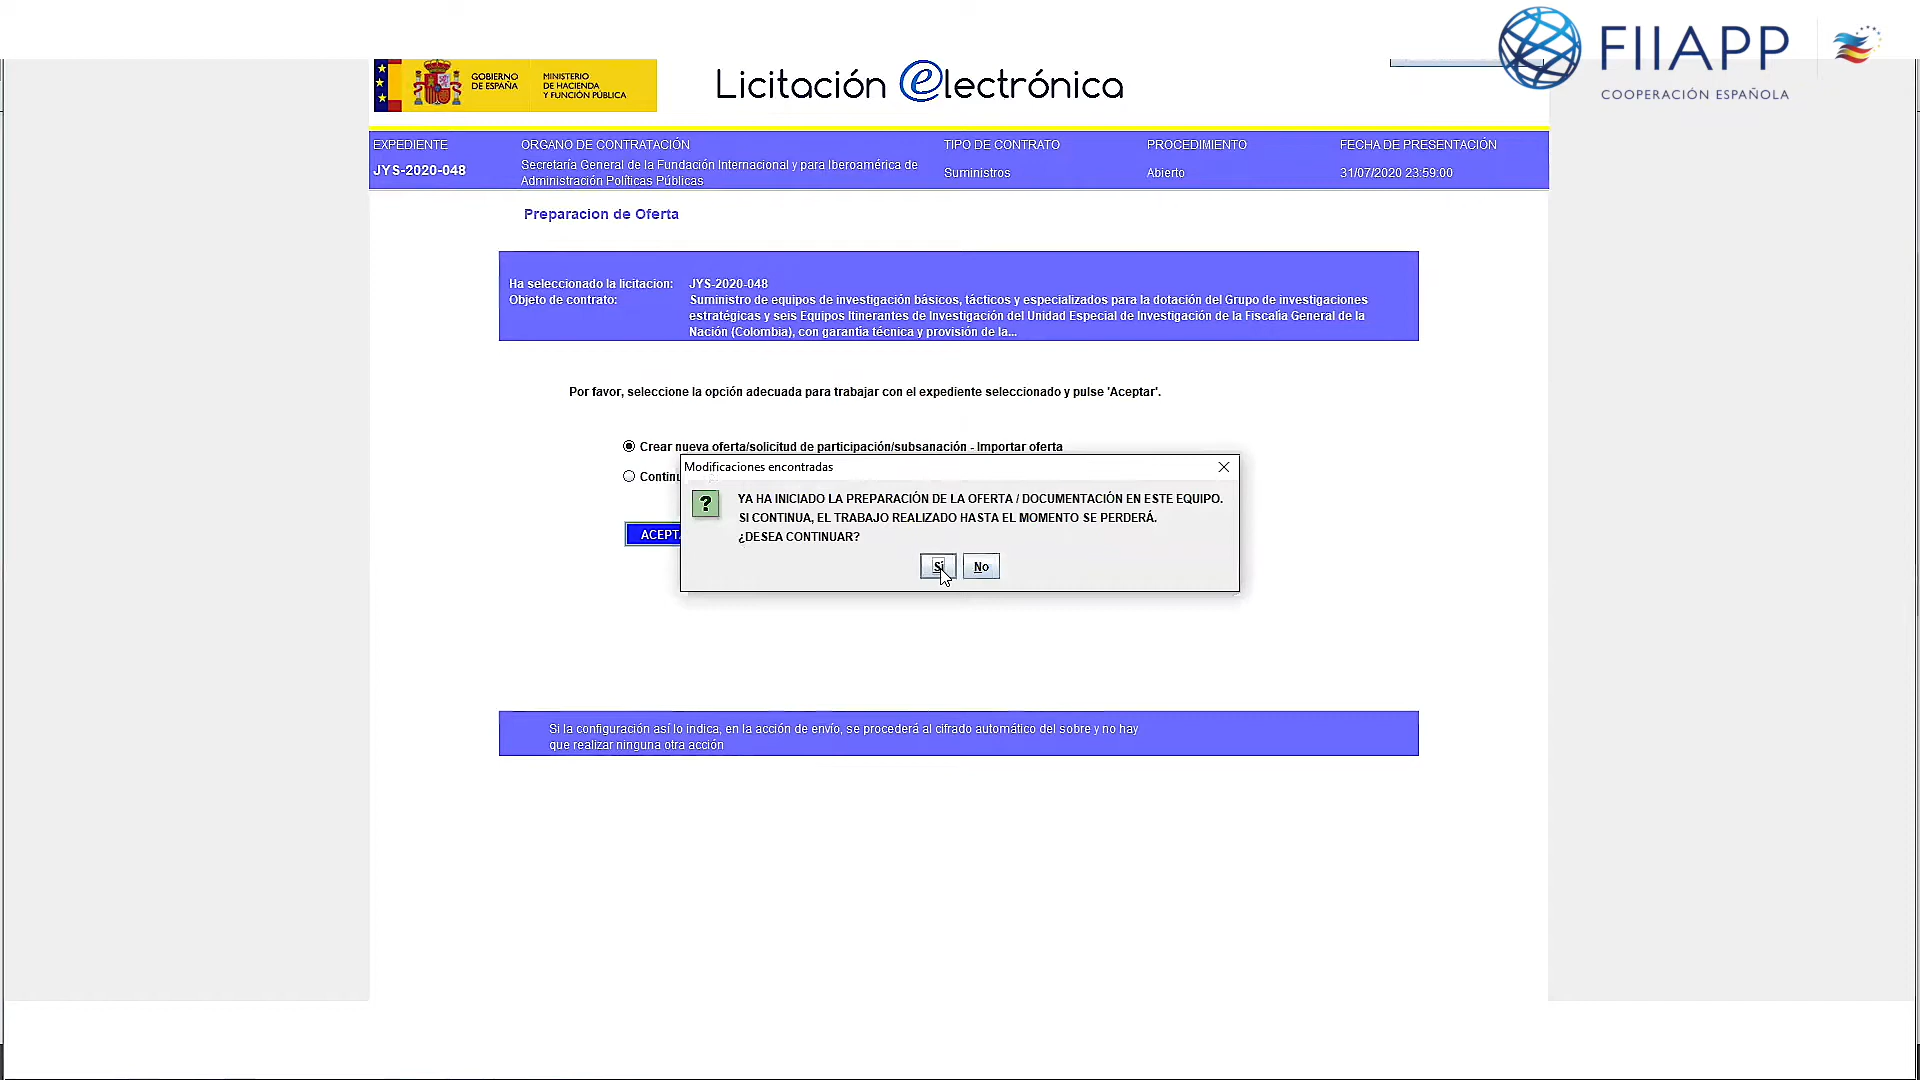 FIIAPP
COOPERACIÓN ESPAÑOLA
GOBIERNO
DE ESPAÑA
MINISTERIO
DE HACIENDA
Y FUNCIÓN PÚBLICA
Licitación electrónica
EXPEDIENTE
JYS-2020-048
ORGANO DE CONTRATACIÓN
Secretaría General de la Fundación Internacional y para Iberoamérica de
Administración Políticas Públicas
TIPO DE CONTRATO
Suministros
PROCEDIMIENTO
Abierto
FECHA DE PRESENTACIÓN
31/07/2020 23:59:00
Preparacion de Oferta
Ha seleccionado la licitacion: JYS-2020-048
Objeto de contrato: Suministro de equipos de investigación básicos, tácticos y especializados para la dotación del Grupo de investigaciones
estratégicas y seis Equipos Itinerantes de Investigación del Unidad Especial de Investigación de la Fiscalía General de la
Nación (Colombia), con garantía técnica y provisión de la...
Por favor, seleccione la opción adecuada para trabajar con el expediente seleccionado y pulse 'Aceptar'.
Crear nueva oferta/solicitud de participación/subsanación - Importar oferta
Continu
ACEPTA
Modificaciones encontradas
?
YA HA INICIADO LA PREPARACIÓN DE LA OFERTA / DOCUMENTACIÓN EN ESTE EQUIPO.
SI CONTINUA, EL TRABAJO REALIZADO HASTA EL MOMENTO SE PERDERÁ.
¿DESEA CONTINUAR?
Sí No
Si la configuración así lo indica, en la acción de envío, se procederá al cifrado automático del sobre y no hay
que realizar ninguna otra acción